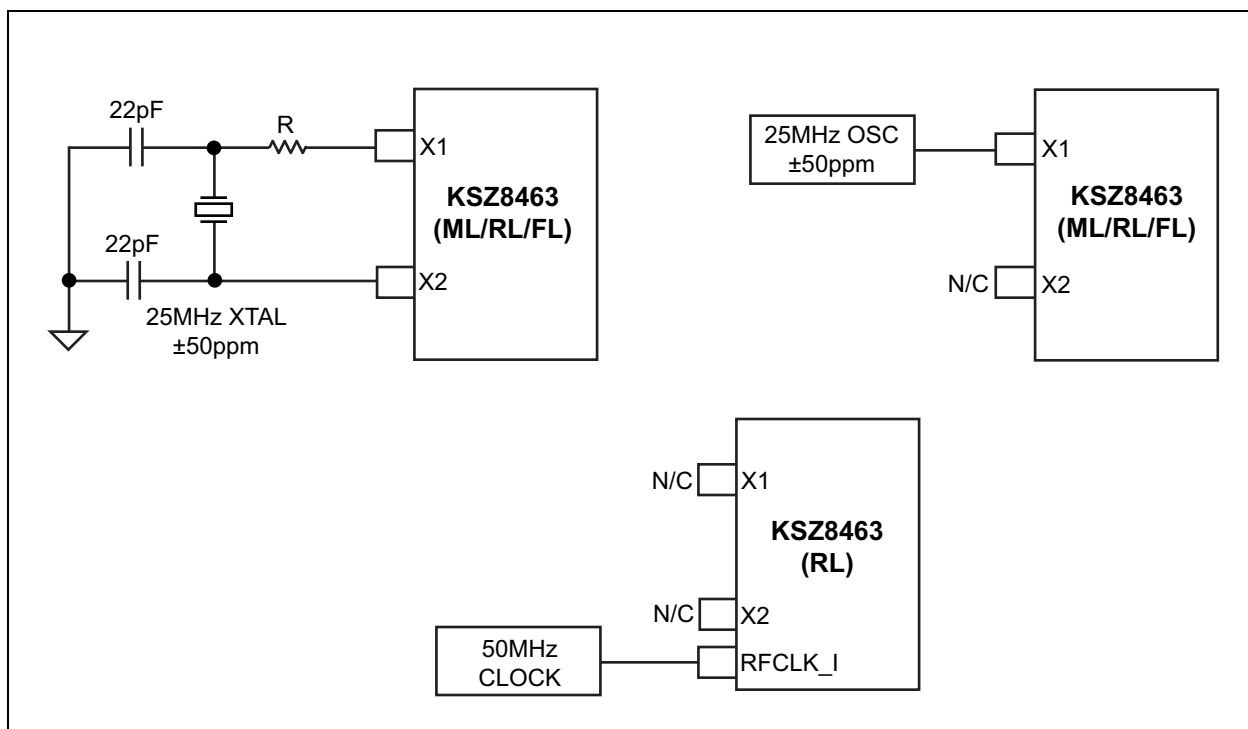 22pF
R
X1
KSZ8463
(ML/RL/FL)
22pF
X2
25MHz XTAL
±50ppm
25MHz OSC
±50ppm
X1
KSZ8463
(ML/RL/FL)
N/C
X2
N/C
X1
KSZ8463
(RL)
N/C
X2
50MHz
CLOCK
RFCLK_I